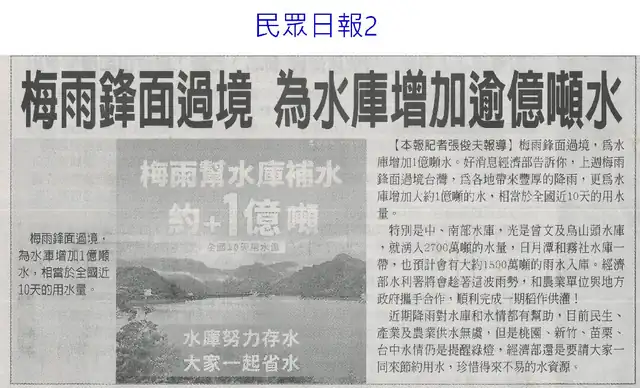 民眾日報2
梅雨鋒面過境 為水庫增加逾億噸水
梅雨鋒面過境，
為水庫增加1億噸
水，相當於全國近
10天的用水量。
梅雨幫水庫補水
約+1億噸
全國10天用水量
水庫努力存水
大家一起省水
【本報記者張俊夫報導】梅雨鋒面過境，為水
庫增加1億噸水。好消息經濟部告訴你，上週梅雨
鋒面過境台灣，為各地帶來豐厚的降雨，更為水
庫增加大約1億噸的水，相當於全國近10天的用水
量。
特別是中、南部水庫，光是曾文及烏山頭水庫
，就湧入2700萬噸的水量，日月潭和霧社水庫一
帶，也預計會有大約1500萬噸的雨水入庫。經濟
部水利署將會趁著這波雨勢，和農業單位與地方
政府攜手合作，順利完成一期稻作供灌！
近期降雨對水庫和水情都有幫助，目前民生、
產業及農業供水無虞，但是桃園、新竹、苗栗、
台中水情仍是提醒綠燈，經濟部還是要請大家一
同來節約用水，珍惜得來不易的水資源。